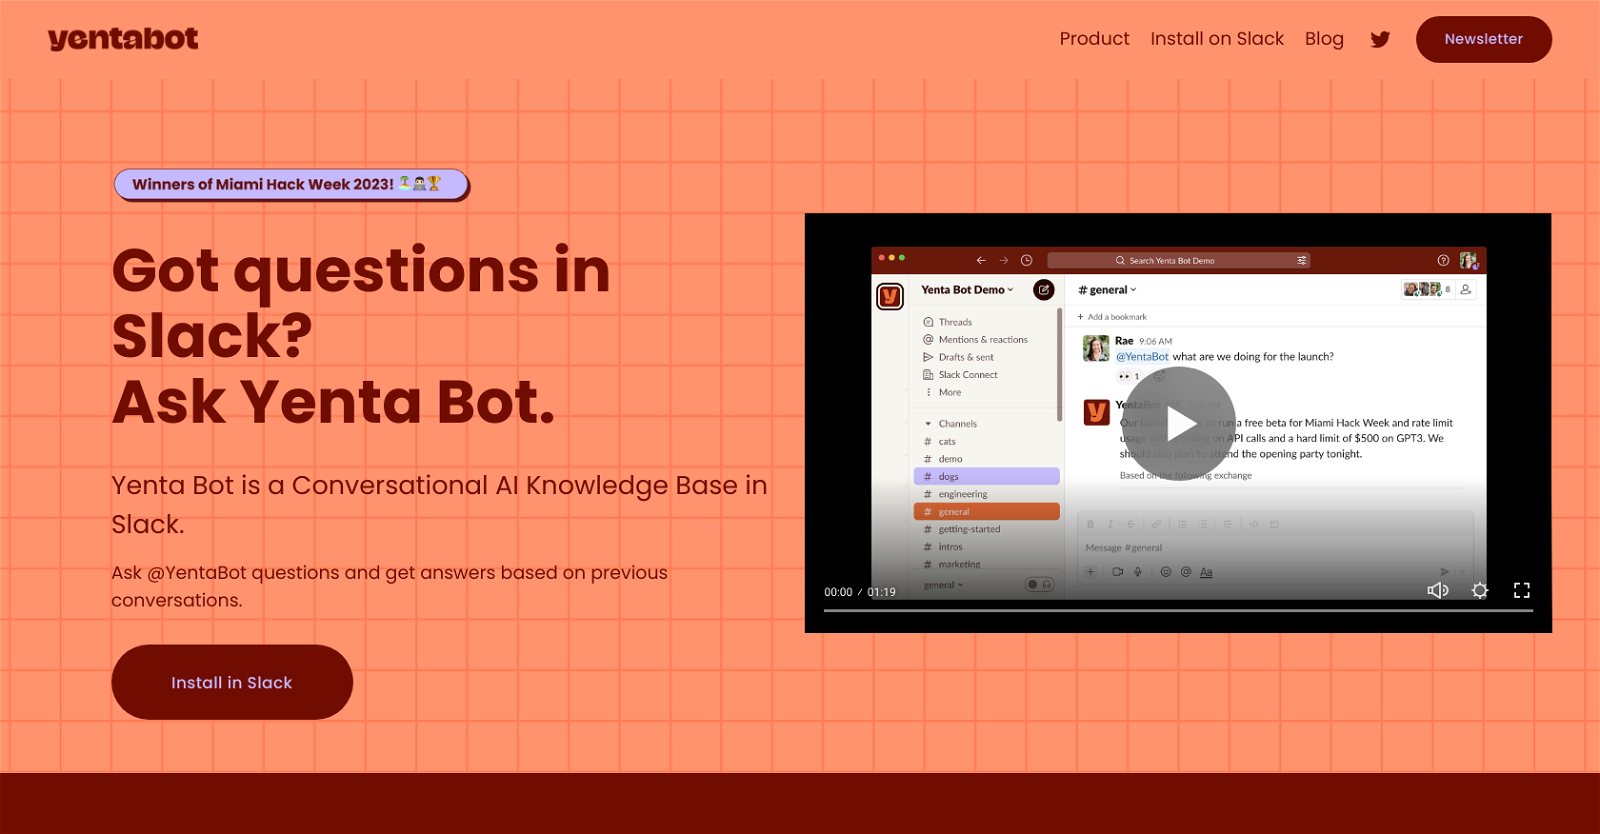 yentabot
Product Install on Slack Blog Newsletter
Winners of Miami Hack Week 2023! 🏝️👨🏻‍💻🏆
Got questions in
Slack?
Ask Yenta Bot.
Yenta Bot is a Conversational AI Knowledge Base in
Slack.
Ask @YentaBot questions and get answers based on previous
conversations.
Install in Slack
Search Yenta Bot Demo
Yenta Bot Demo
Threads
Mentions & reactions
Drafts & sent
Slack Connect
More
Channels
# cats
# demo
# dogs
# engineering
# general
# getting-started
# intros
# marketing
general
# general
8
+ Add a bookmark
Rae 9:06 AM
@YentaBot what are we doing for the launch?
1
YentaBot
Our to run a free beta for Miami Hack Week and rate limit
usage on API calls and a hard limit of $500 on GPT3. We
should also plan to attend the opening party tonight.
Based on the following exchange
B I S
Message #general
+ @ Aa
00:00 / 01:19